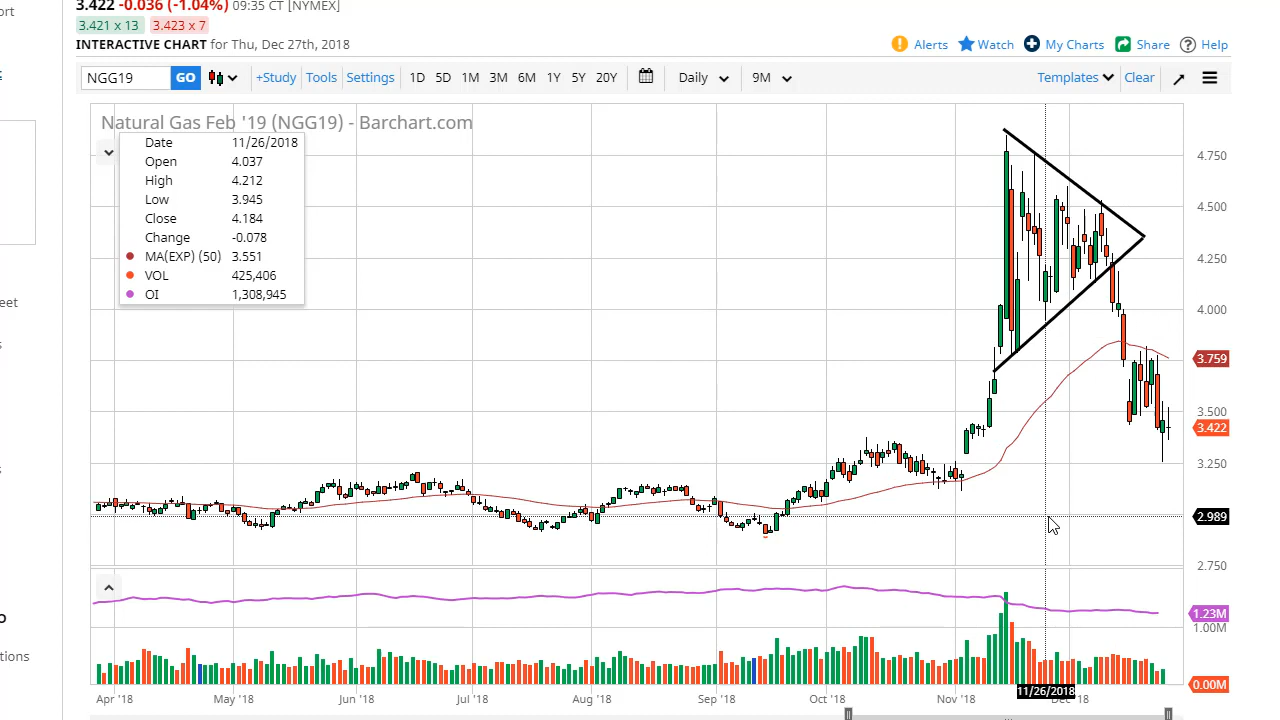 ort
3.422 -0.036 (-1.04%) 09:35 CT [NYMEX]
3.421 x 13 3.423 x 7
INTERACTIVE CHART for Thu, Dec 27th, 2018
Alerts Watch My Charts Share Help
NGG19 GO +Study Tools Settings 1D 5D 1M 3M 6M 1Y 5Y 20Y Daily 9M Templates Clear
Natural Gas Feb '19 (NGG19) - Barchart.com
Date 11/26/2018
Open 4.037
High 4.212
Low 3.945
Close 4.184
Change -0.078
MA(EXP) (50) 3.551
VOL 425,406
OI 1,308,945
4.750
4.500
4.250
4.000
3.759
3.500
3.422
3.250
2.989
2.750
1.23M
1.00M
0.00M
eet
tions
Apr '18 May '18 Jun '18 Jul '18 Aug '18 Sep '18 Oct '18 Nov '18 11/26/2018 Dec '18